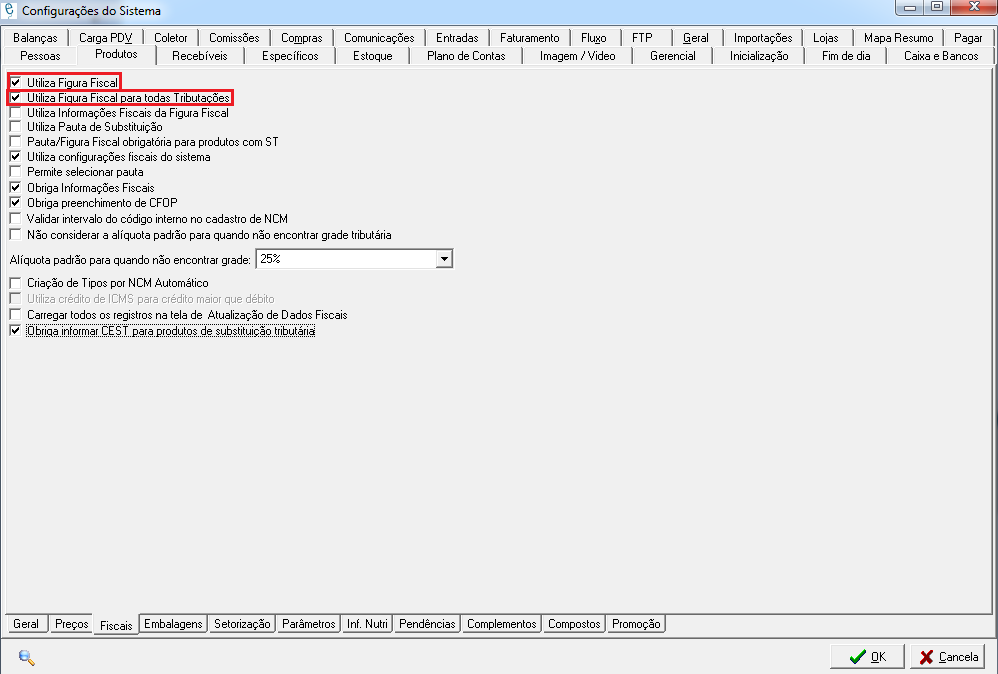 Configurações do Sistema
Balanças Carga PDV Coletor Comissões Compras Comunicações Entradas Faturamento Fluxo FTP Geral Importações Lojas Mapa Resumo Pagar
Pessoas Produtos Recebíveis Específicos Estoque Plano de Contas Imagem / Video Gerencial Inicialização Fim de dia Caixa e Bancos
Utiliza Figura Fiscal
Utiliza Figura Fiscal para todas Tributações
Utiliza Informações Fiscais da Figura Fiscal
Utiliza Pauta de Substituição
Pauta/Figura Fiscal obrigatória para produtos com ST
Utiliza configurações fiscais do sistema
Permite selecionar pauta
Obriga Informações Fiscais
Obriga preenchimento de CFOP
Validar intervalo do código interno no cadastro de NCM
Não considerar a alíquota padrão para quando não encontrar grade tributária
Alíquota padrão para quando não encontrar grade: 25%
Criação de Tipos por NCM Automático
Utiliza crédito de ICMS para crédito maior que débito
Carregar todos os registros na tela de Atualização de Dados Fiscais
Obriga informar CEST para produtos de substituição tributária
Geral Preços Fiscais Embalagens Setorização Parâmetros Inf. Nutri Pendências Complementos Compostos Promoção
OK Cancela